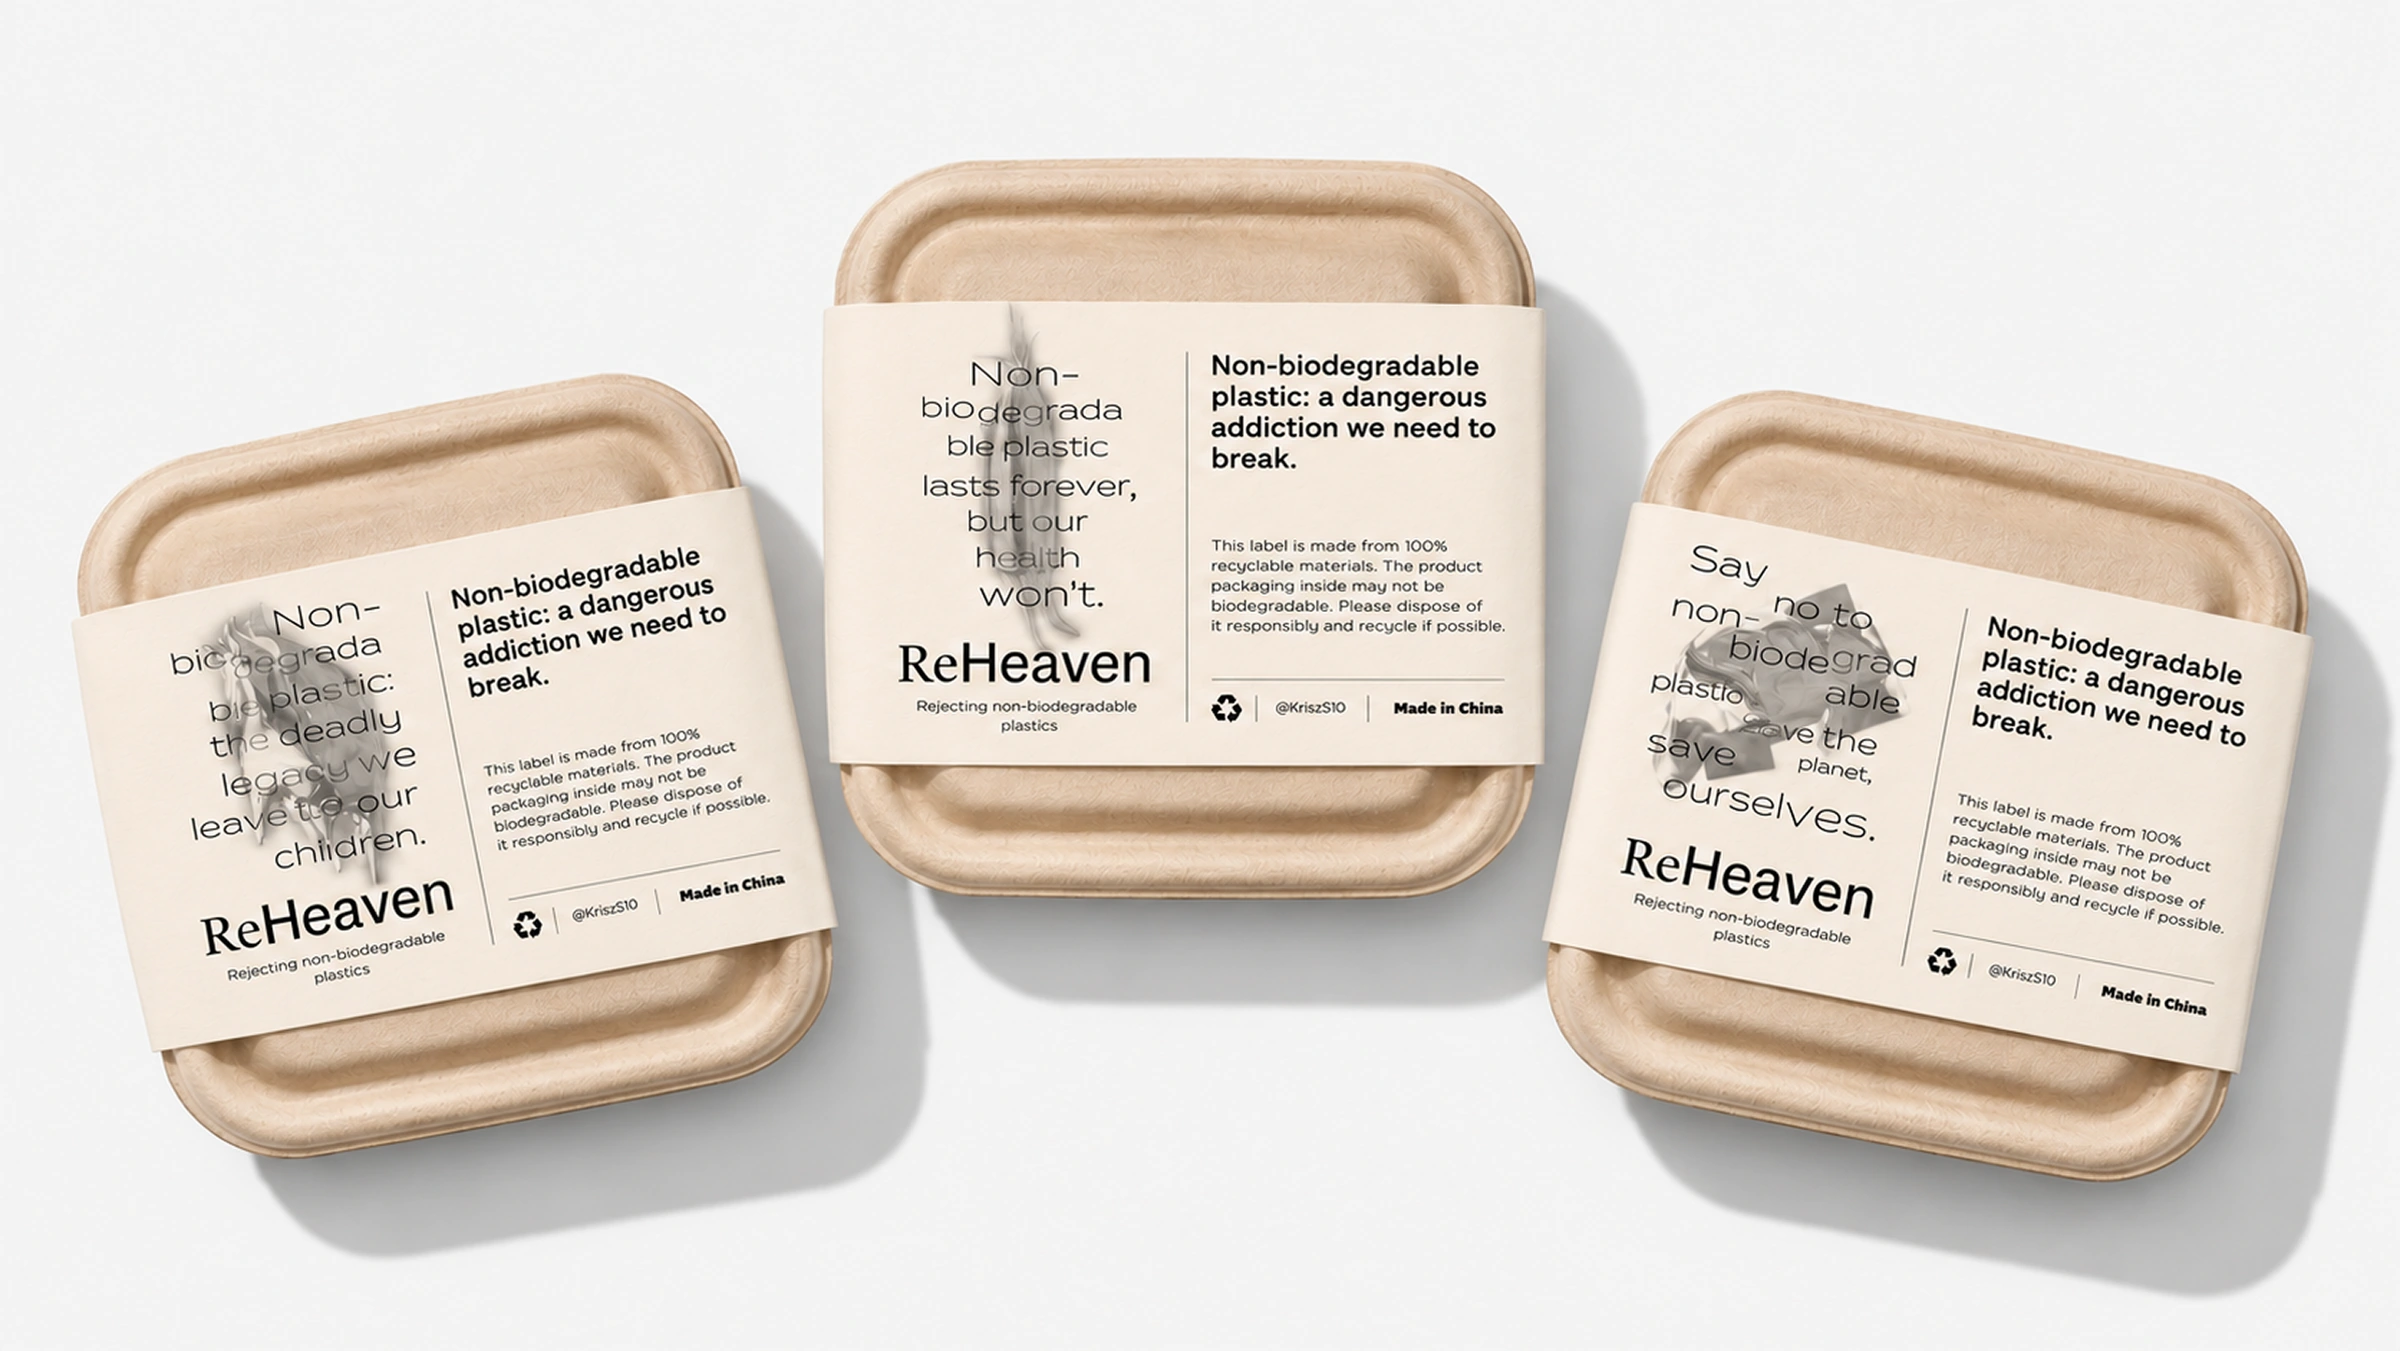 Non-
biodegrada
ble plastic:
the deadly
legacy we
leave to our
children.
ReHeaven
Rejecting non-biodegradable
plastics
Non-biodegradable
plastic: a dangerous
addiction we need to
break.
This label is made from 100%
recyclable materials. The product
packaging inside may not be
biodegradable. Please dispose of
it responsibly and recycle if possible.
@KriszS10
Made in China
Non-
biodegrada
ble plastic
lasts forever,
but our
health
won't.
ReHeaven
Rejecting non-biodegradable
plastics
Non-biodegradable
plastic: a dangerous
addiction we need to
break.
This label is made from 100%
recyclable materials. The product
packaging inside may not be
biodegradable. Please dispose of
it responsibly and recycle if possible.
@KriszS10
Made in China
Say
no to
non-
biodegrad
plastic
able
save the
save
planet,
ourselves.
ReHeaven
Rejecting non-biodegradable
plastics
Non-biodegradable
plastic: a dangerous
addiction we need to
break.
This label is made from 100%
recyclable materials. The product
packaging inside may not be
biodegradable. Please dispose of
it responsibly and recycle if possible.
@KriszS10
Made in China